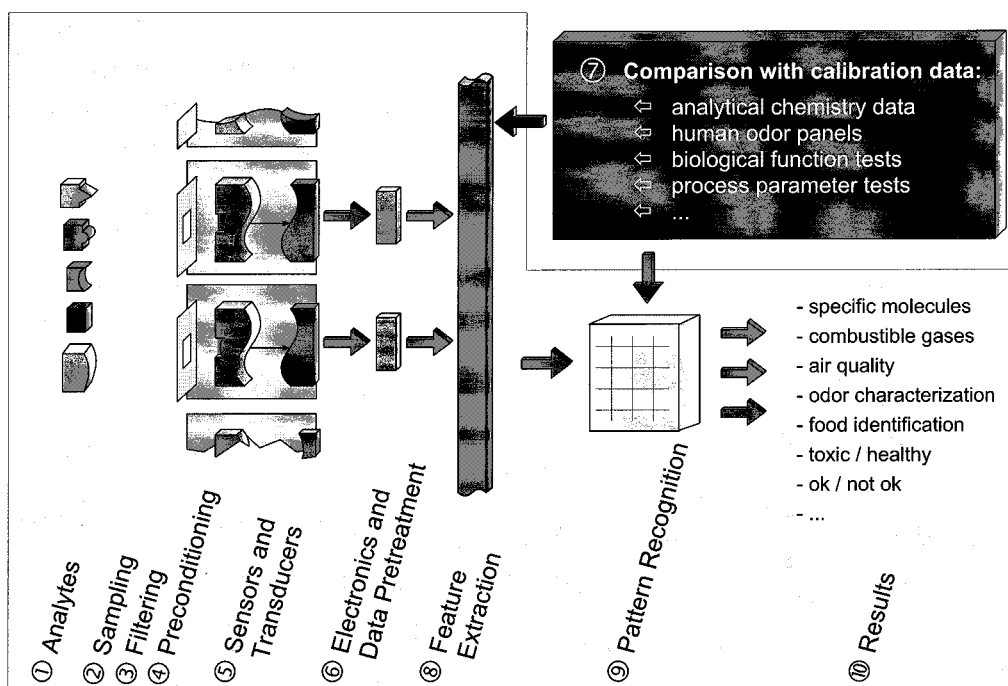 ⑦ Comparison with calibration data:
⇦ analytical chemistry data
⇦ human odor panels
⇦ biological function tests
⇦ process parameter tests
⇦ ...
- specific molecules
- combustible gases
- air quality
- odor characterization
- food identification
- toxic / healthy
- ok / not ok
- ...
① Analytes
② Sampling
③ Filtering
④ Preconditioning
⑤ Sensors and
Transducers
⑥ Electronics and
Data Pretreatment
⑧ Feature
Extraction
⑨ Pattern Recognition
⑩ Results